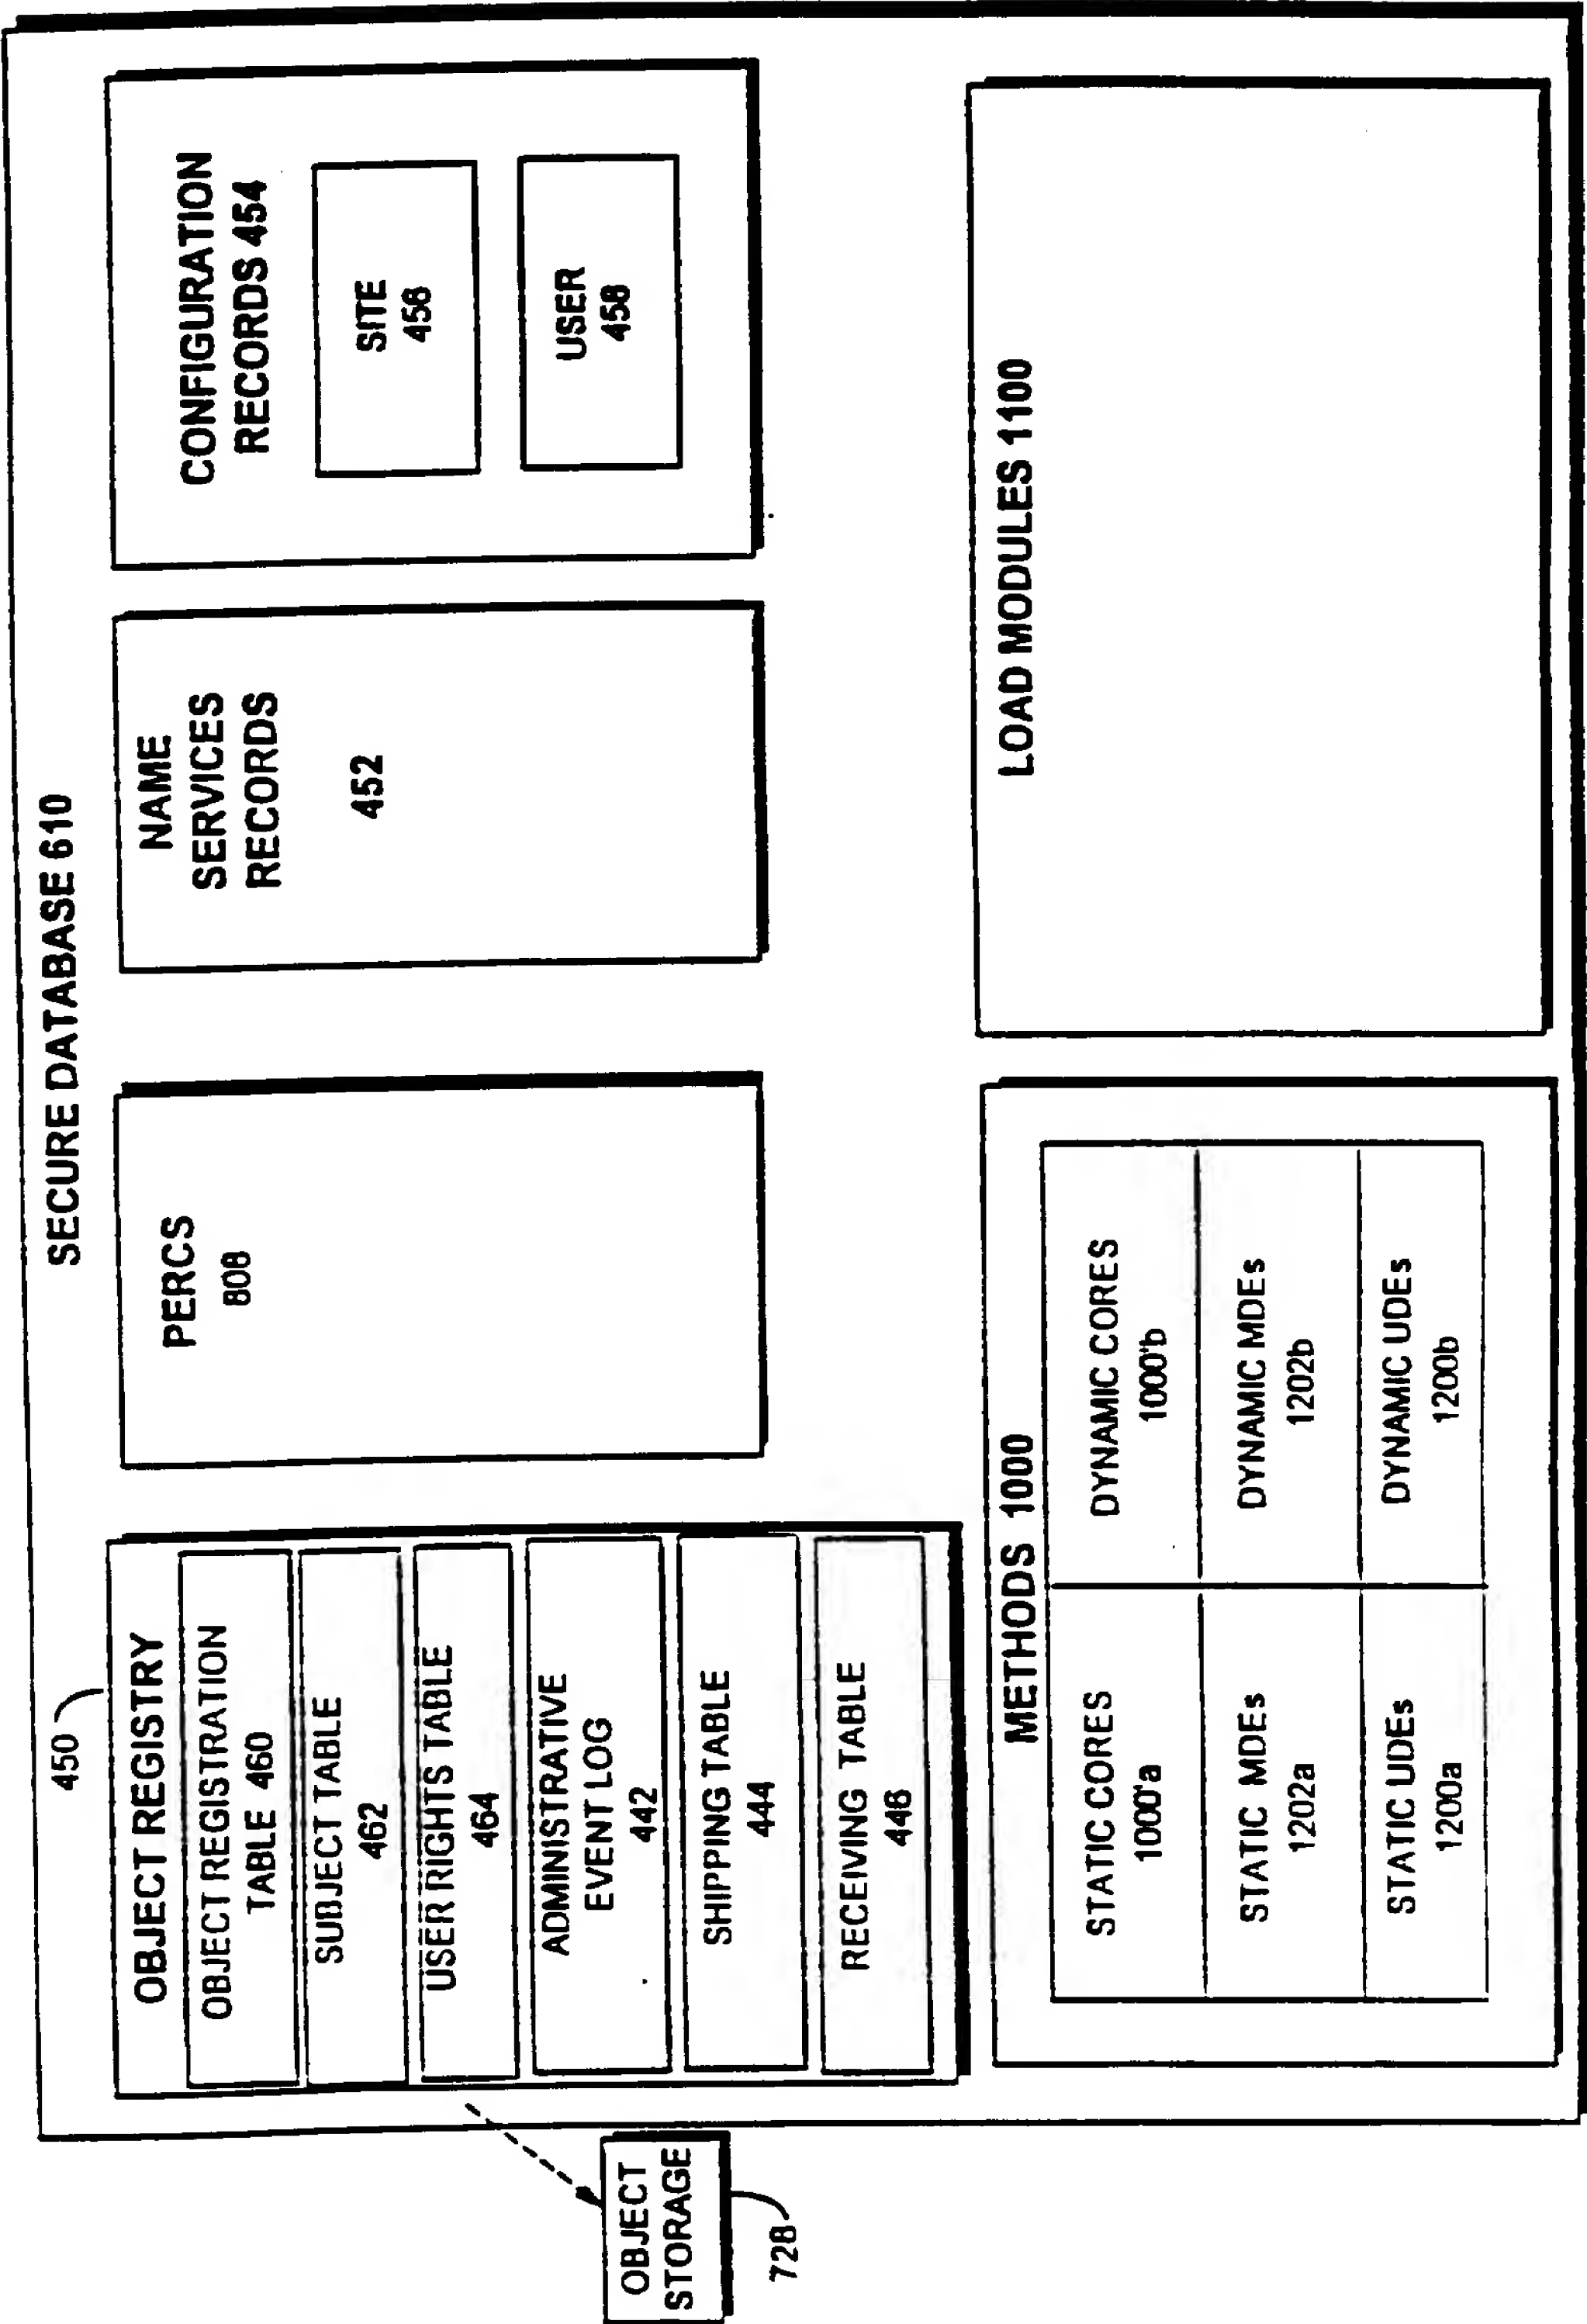 SECURE DATABASE 610
450
OBJECT REGISTRY
OBJECT REGISTRATION
TABLE 460
SUBJECT TABLE
462
USER RIGHTS TABLE
464
ADMINISTRATIVE
EVENT LOG
442
SHIPPING TABLE
444
RECEIVING TABLE
446
PERCS
808
NAME
SERVICES
RECORDS
452
CONFIGURATION
RECORDS 454
SITE
456
USER
458
OBJECT
STORAGE
728
METHODS 1000
STATIC CORES
1000'a
DYNAMIC CORES
1000'b
STATIC MDEs
1202a
DYNAMIC MDEs
1202b
STATIC UDEs
1200a
DYNAMIC UDEs
1200b
LOAD MODULES 1100